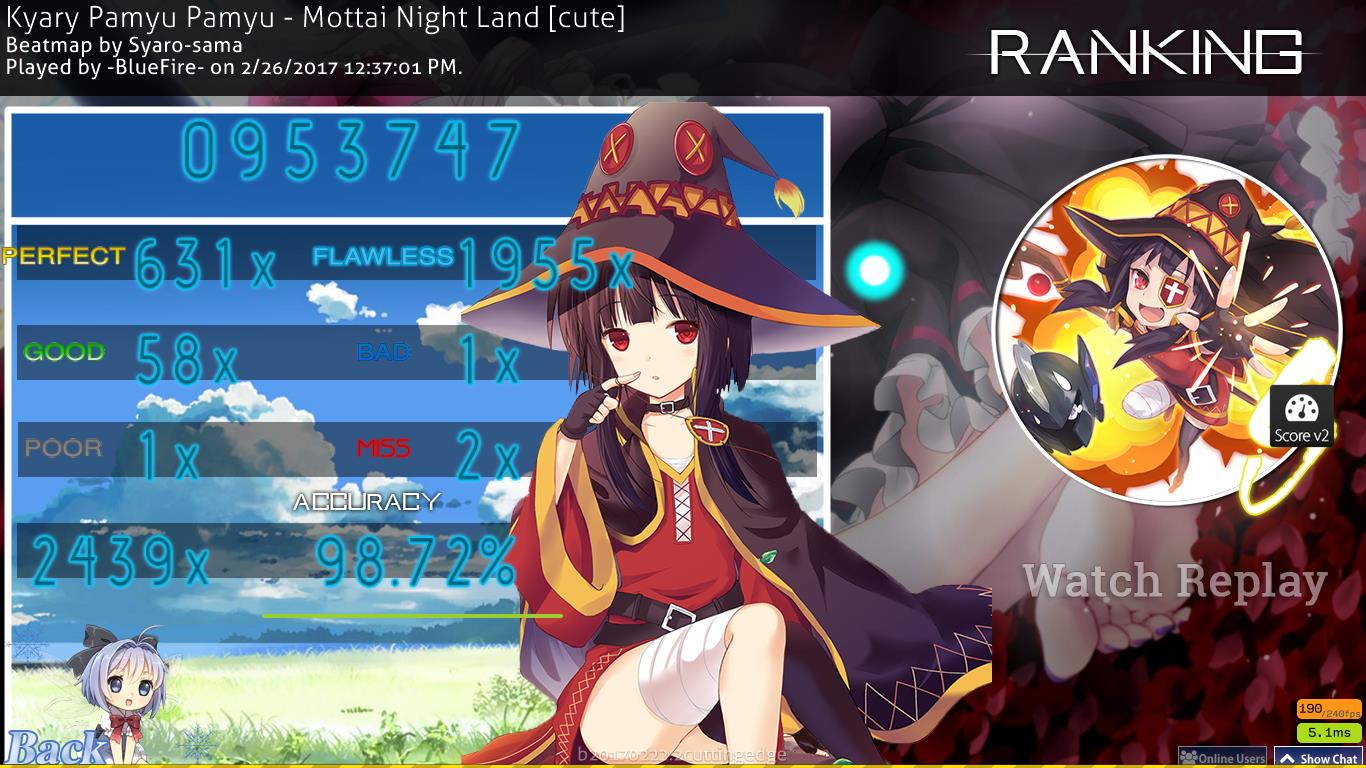 Kyary Pamyu Pamyu - Mottai Night Land [cute]
Beatmap by Syaro-sama
Played by -BlueFire- on 2/26/2017 12:37:01 PM.
RANKING
0953747
PERFECT 631x FLAWLESS 1955x
GOOD 58x BAD 1x
POOR 1x MISS 2x
ACCURACY
2439x 98.72%
Score v2
Watch Replay
190/240fps
5.1ms
Back
b20170222.2cuttingedge
Online Users
Show Chat